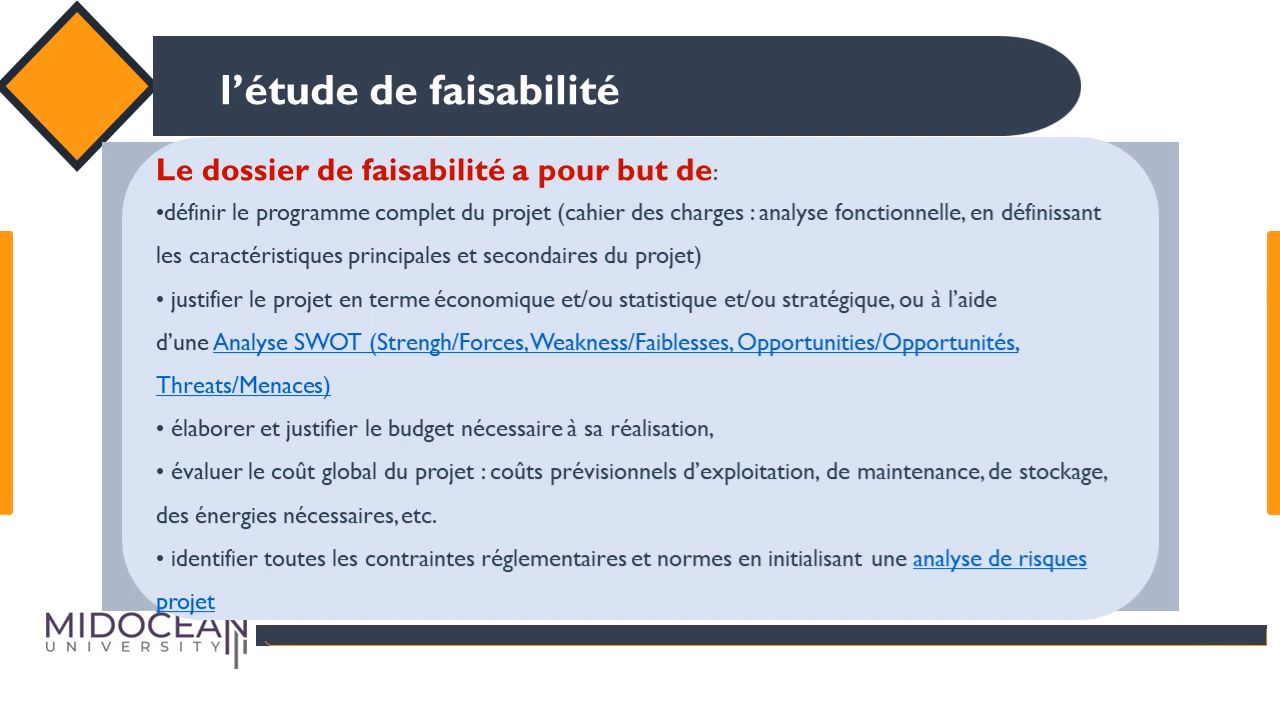 l’étude de faisabilité
Le dossier de faisabilité a pour but de:
•définir le programme complet du projet (cahier des charges : analyse fonctionnelle, en définissant
les caractéristiques principales et secondaires du projet)
• justifier le projet en terme économique et/ou statistique et/ou stratégique, ou à l’aide
d’une Analyse SWOT (Strengh/Forces, Weakness/Faiblesses, Opportunities/Opportunités,
Threats/Menaces)
• élaborer et justifier le budget nécessaire à sa réalisation,
• évaluer le coût global du projet : coûts prévisionnels d’exploitation, de maintenance, de stockage,
des énergies nécessaires, etc.
• identifier toutes les contraintes réglementaires et normes en initialisant une analyse de risques
projet
MIDOCEAN
UNIVERSITY